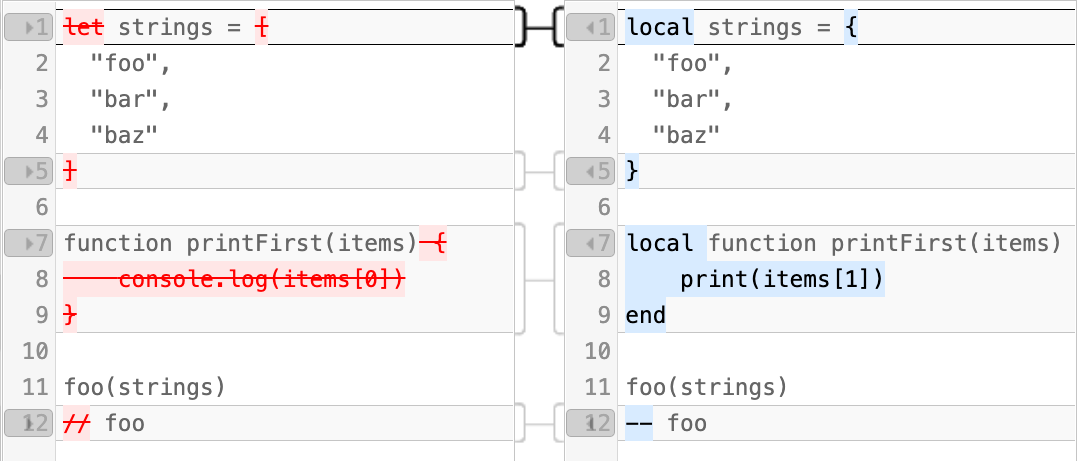 1 let strings = [
2 "foo",
3 "bar",
4 "baz"
5 ]
6
7 function printFirst(items) {
8     console.log(items[0])
9 }
10
11 foo(strings)
12 // foo
1 local strings = {
2 "foo",
3 "bar",
4 "baz"
5 }
6
7 local function printFirst(items)
8     print(items[1])
9 end
10
11 foo(strings)
12 -- foo